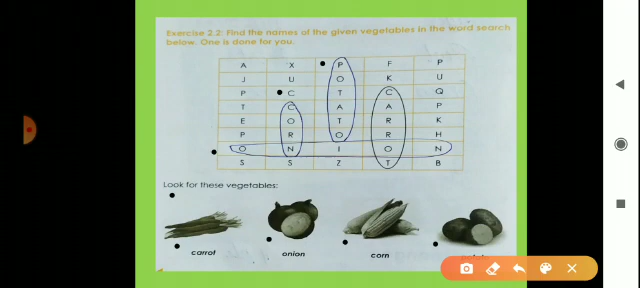 Exercise 2.2: Find the names of the given vegetables in the word search
below. One is done for you.
A X P F P
J U O K U
P C T C Q
T C A A P
E O T R K
P R O R H
O N I O N
S S Z T B
Look for these vegetables:
carrot onion corn